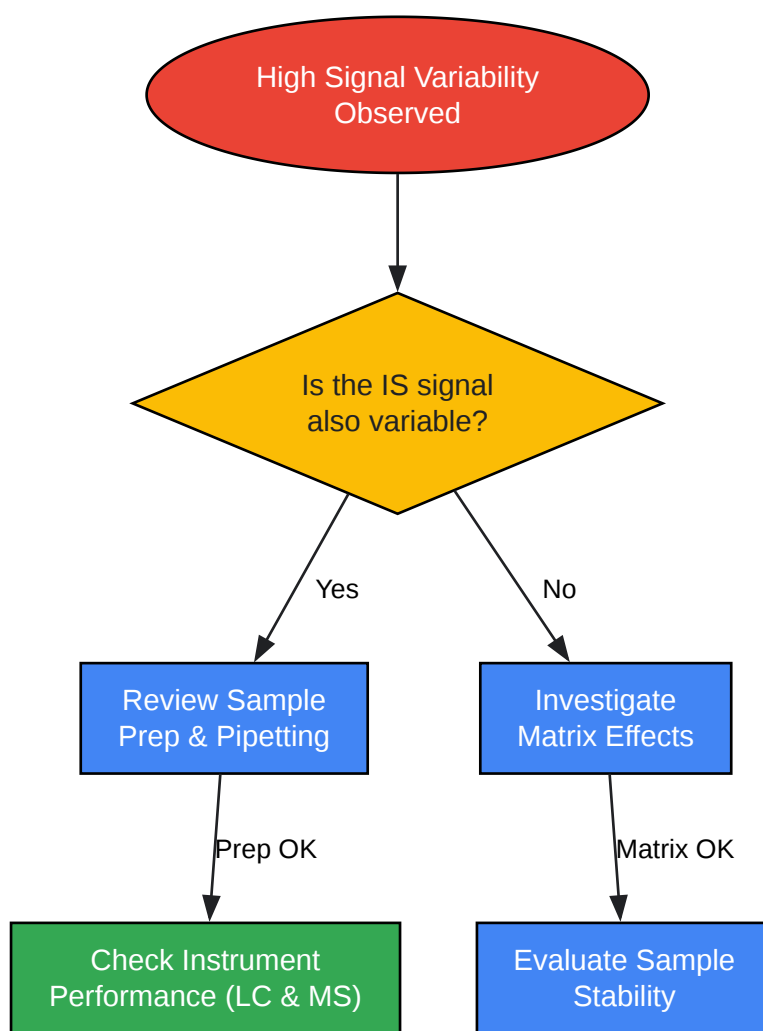 High Signal Variability
Observed
Is the IS signal
also variable?
Yes
No
Review Sample
Prep & Pipetting
Investigate
Matrix Effects
Prep OK
Matrix OK
Check Instrument
Performance (LC & MS)
Evaluate Sample
Stability